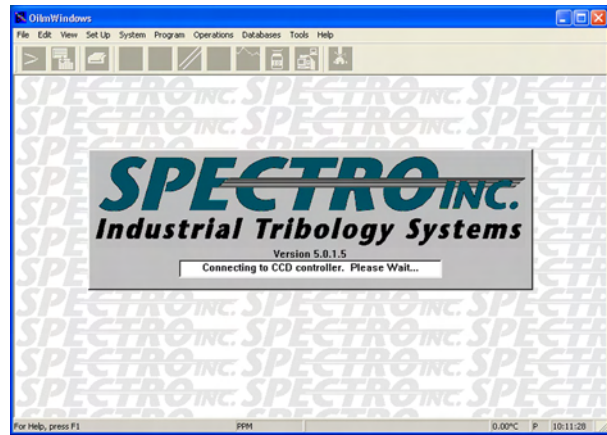 OilmWindows
File Edit View Set Up System Program Operations Databases Tools Help
SPECTRO INC.
Industrial Tribology Systems
Version 5.0.1.5
Connecting to CCD controller. Please Wait...
For Help, press F1 PPM 0.00°C P 10:11:28